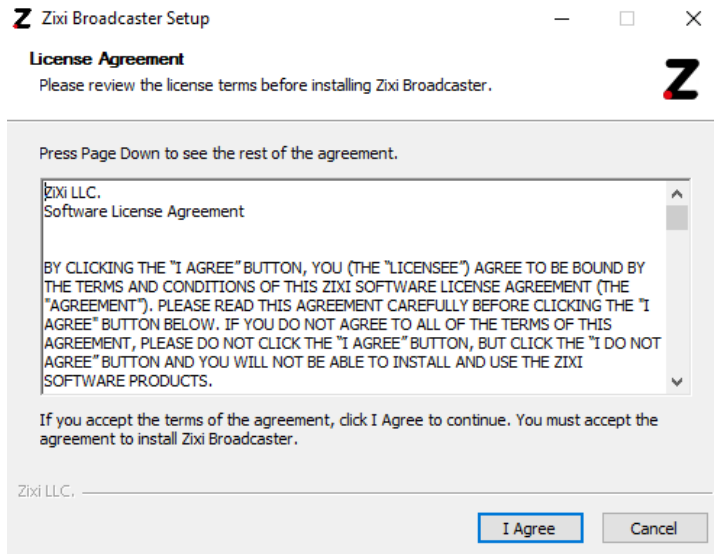 Zixi Broadcaster Setup
License Agreement
Please review the license terms before installing Zixi Broadcaster.
Press Page Down to see the rest of the agreement.
ZiXi LLC.
Software License Agreement
BY CLICKING THE “I AGREE” BUTTON, YOU (THE “LICENSEE”) AGREE TO BE BOUND BY
THE TERMS AND CONDITIONS OF THIS ZIXI SOFTWARE LICENSE AGREEMENT (THE
"AGREEMENT"). PLEASE READ THIS AGREEMENT CAREFULLY BEFORE CLICKING THE "I
AGREE" BUTTON BELOW. IF YOU DO NOT AGREE TO ALL OF THE TERMS OF THIS
AGREEMENT, PLEASE DO NOT CLICK THE “I AGREE” BUTTON, BUT CLICK THE “I DO NOT
AGREE” BUTTON AND YOU WILL NOT BE ABLE TO INSTALL AND USE THE ZIXI
SOFTWARE PRODUCTS.
If you accept the terms of the agreement, click I Agree to continue. You must accept the
agreement to install Zixi Broadcaster.
Zixi LLC.
I Agree
Cancel